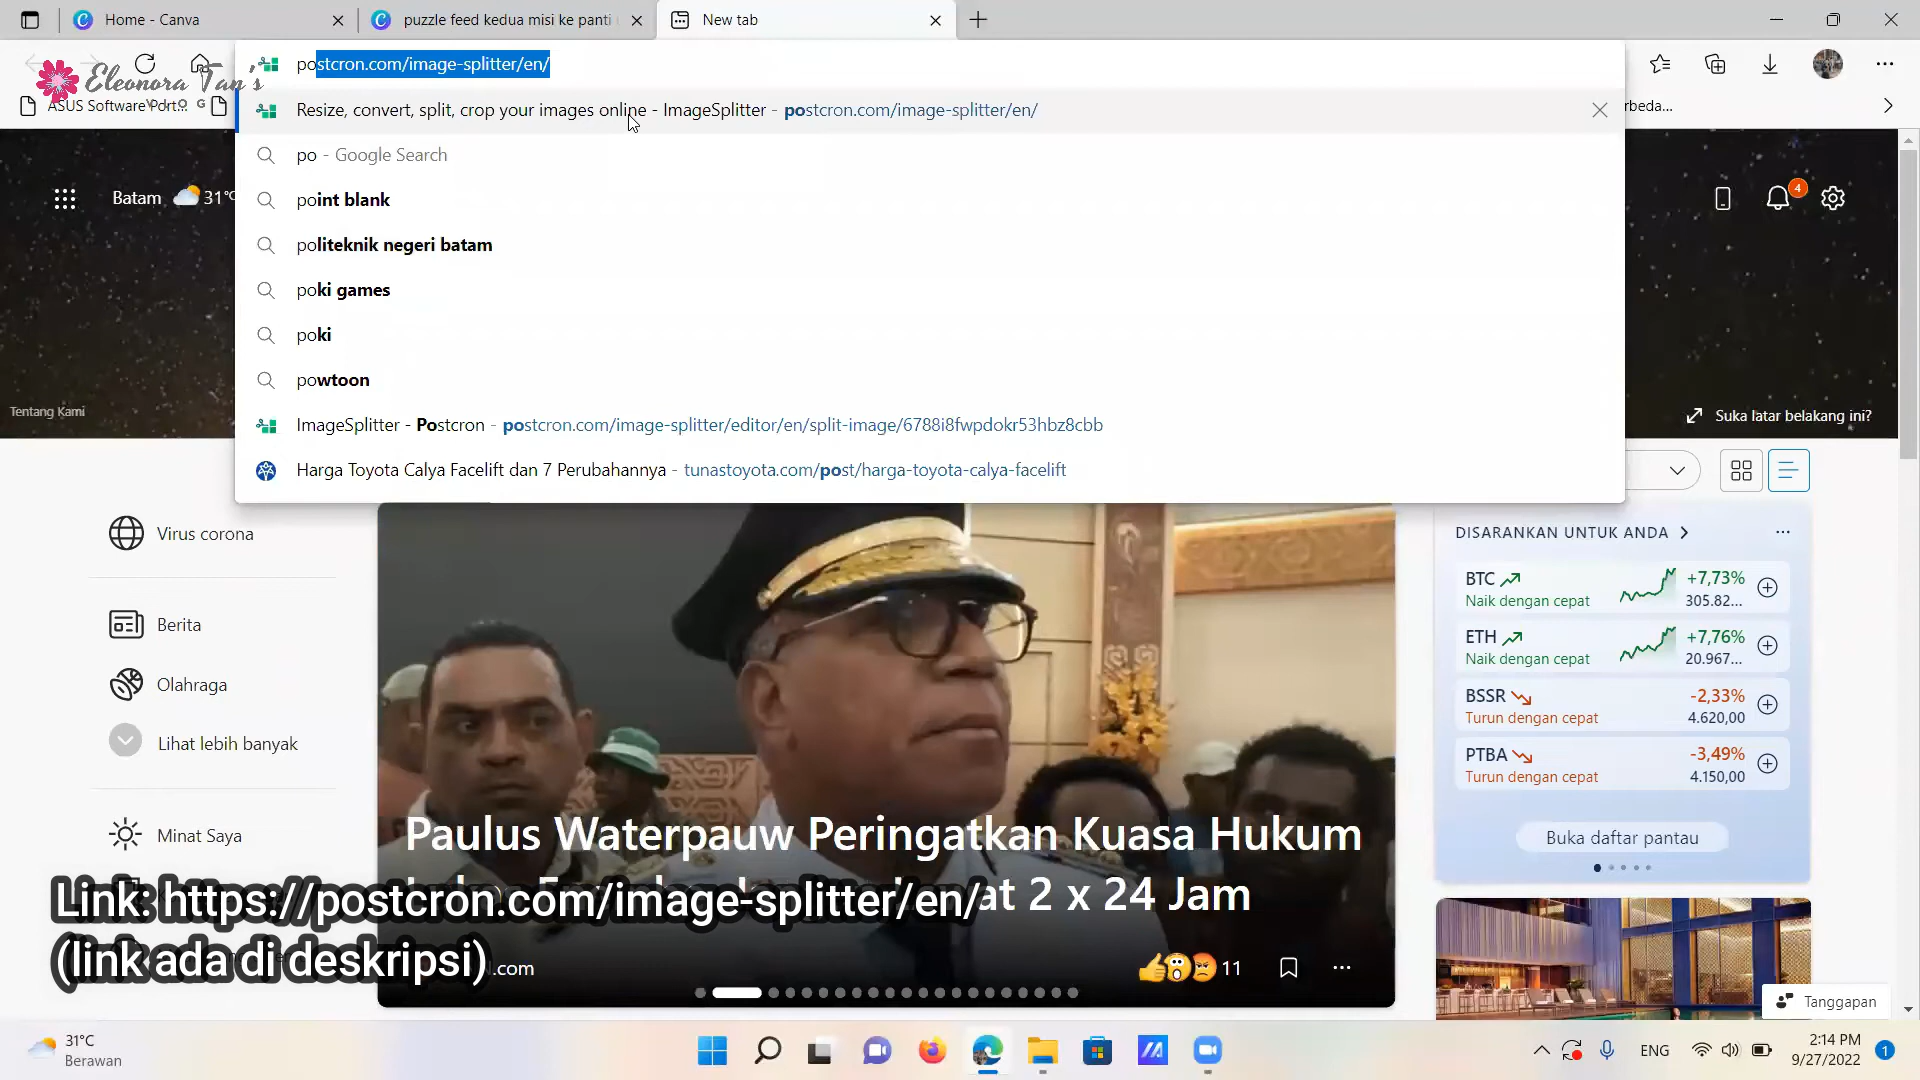 Home - Canva
puzzle feed kedua misi ke panti
New tab
postcron.com/image-splitter/en/
Eleonora Tan's
VLOG
ASUS Software Port...
rbeda...
Resize, convert, split, crop your images online - ImageSplitter - postcron.com/image-splitter/en/
po - Google Search
point blank
politeknik negeri batam
poki games
poki
powtoon
ImageSplitter - Postcron - postcron.com/image-splitter/editor/en/split-image/6788i8fwpdokr53hbz8cbb
Harga Toyota Calya Facelift dan 7 Perubahannya - tunastoyota.com/post/harga-toyota-calya-facelift
Batam 31°C
4
Tentang Kami
Suka latar belakang ini?
Virus corona
Berita
Olahraga
Lihat lebih banyak
Minat Saya
Paulus Waterpauw Peringatkan Kuasa Hukum
at 2 x 24 Jam
.com
11
DISARANKAN UNTUK ANDA
BTC +7,73%
Naik dengan cepat 305.82...
ETH +7,76%
Naik dengan cepat 20.967...
BSSR -2,33%
Turun dengan cepat 4.620,00
PTBA -3,49%
Turun dengan cepat 4.150,00
Buka daftar pantau
Tanggapan
Link: https://postcron.com/image-splitter/en/
(link ada di deskripsi)
31°C
Berawan
ENG
2:14 PM
9/27/2022
1